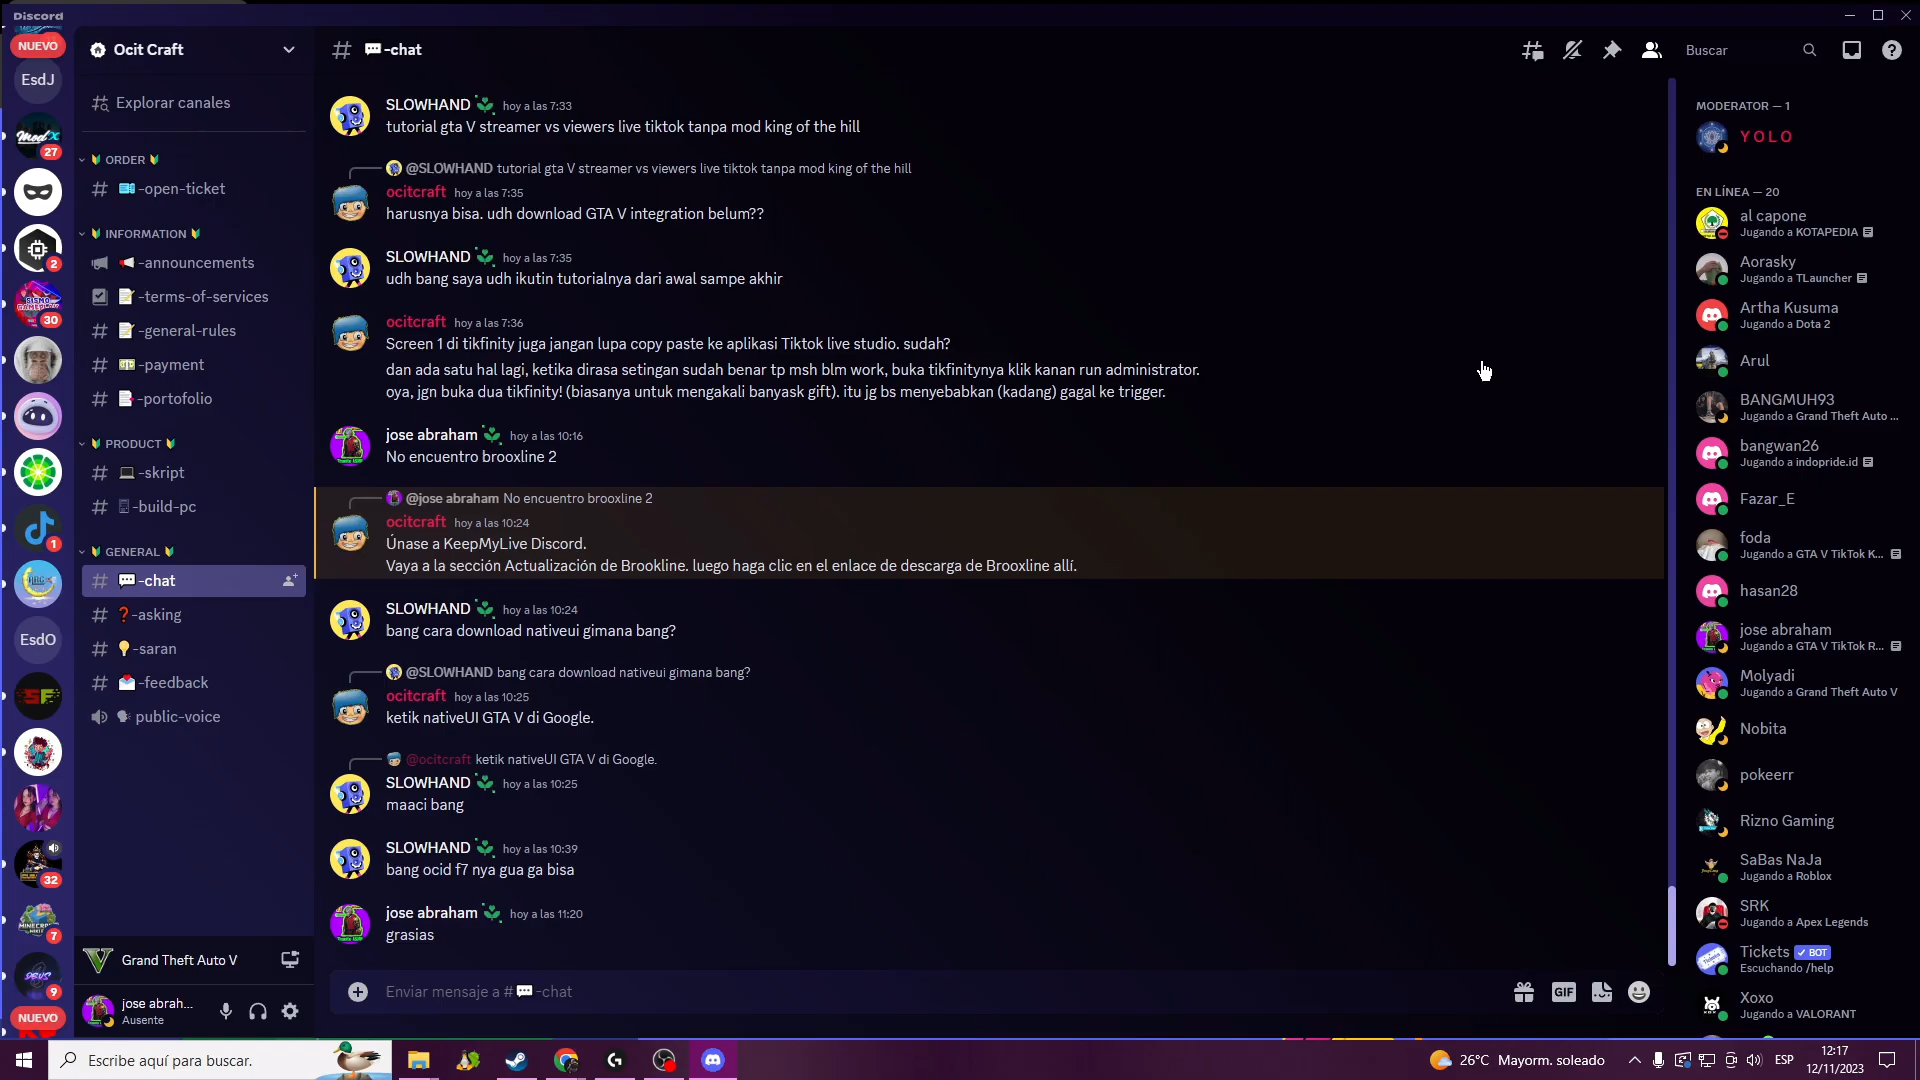 Discord
NUEVO
EsdJ
27
2
30
1
EsdO
32
7
9
NUEVO
Ocit Craft
Explorar canales
ORDER
-open-ticket
INFORMATION
-announcements
-terms-of-services
-general-rules
-payment
-portofolio
PRODUCT
-skript
-build-pc
GENERAL
-chat
-asking
-saran
-feedback
public-voice
Grand Theft Auto V
jose abrah...
Ausente
-chat
Buscar
SLOWHAND hoy a las 7:33
tutorial gta V streamer vs viewers live tiktok tanpa mod king of the hill
@SLOWHAND tutorial gta V streamer vs viewers live tiktok tanpa mod king of the hill
ocitcraft hoy a las 7:35
harusnya bisa. udh download GTA V integration belum??
SLOWHAND hoy a las 7:35
udh bang saya udh ikutin tutorialnya dari awal sampe akhir
ocitcraft hoy a las 7:36
Screen 1 di tikfinity juga jangan lupa copy paste ke aplikasi Tiktok live studio. sudah?
dan ada satu hal lagi, ketika dirasa setingan sudah benar tp msh blm work, buka tikfinitynya klik kanan run administrator.
oya, jgn buka dua tikfinity! (biasanya untuk mengakali banyask gift). itu jg bs menyebabkan (kadang) gagal ke trigger.
jose abraham hoy a las 10:16
No encuentro brooxline 2
@jose abraham No encuentro brooxline 2
ocitcraft hoy a las 10:24
Únase a KeepMyLive Discord.
Vaya a la sección Actualización de Brookline. luego haga clic en el enlace de descarga de Brooxline allí.
SLOWHAND hoy a las 10:24
bang cara download nativeui gimana bang?
@SLOWHAND bang cara download nativeui gimana bang?
ocitcraft hoy a las 10:25
ketik nativeUI GTA V di Google.
@ocitcraft ketik nativeUI GTA V di Google.
SLOWHAND hoy a las 10:25
maaci bang
SLOWHAND hoy a las 10:39
bang ocid f7 nya gua ga bisa
jose abraham hoy a las 11:20
grasias
Enviar mensaje a # -chat
GIF
MODERATOR — 1
Y O L O
EN LÍNEA — 20
al capone
Jugando a KOTAPEDIA
Aorasky
Jugando a TLauncher
Artha Kusuma
Jugando a Dota 2
Arul
BANGMUH93
Jugando a Grand Theft Auto ...
bangwan26
Jugando a indopride.id
Fazar_E
foda
Jugando a GTA V TikTok K...
hasan28
jose abraham
Jugando a GTA V TikTok R...
Molyadi
Jugando a Grand Theft Auto V
Nobita
pokeerr
Rizno Gaming
SaBas NaJa
Jugando a Roblox
SRK
Jugando a Apex Legends
Tickets BOT
Escuchando /help
Xoxo
Jugando a VALORANT
Escribe aquí para buscar.
26°C Mayorm. soleado
ESP
12:17
12/11/2023